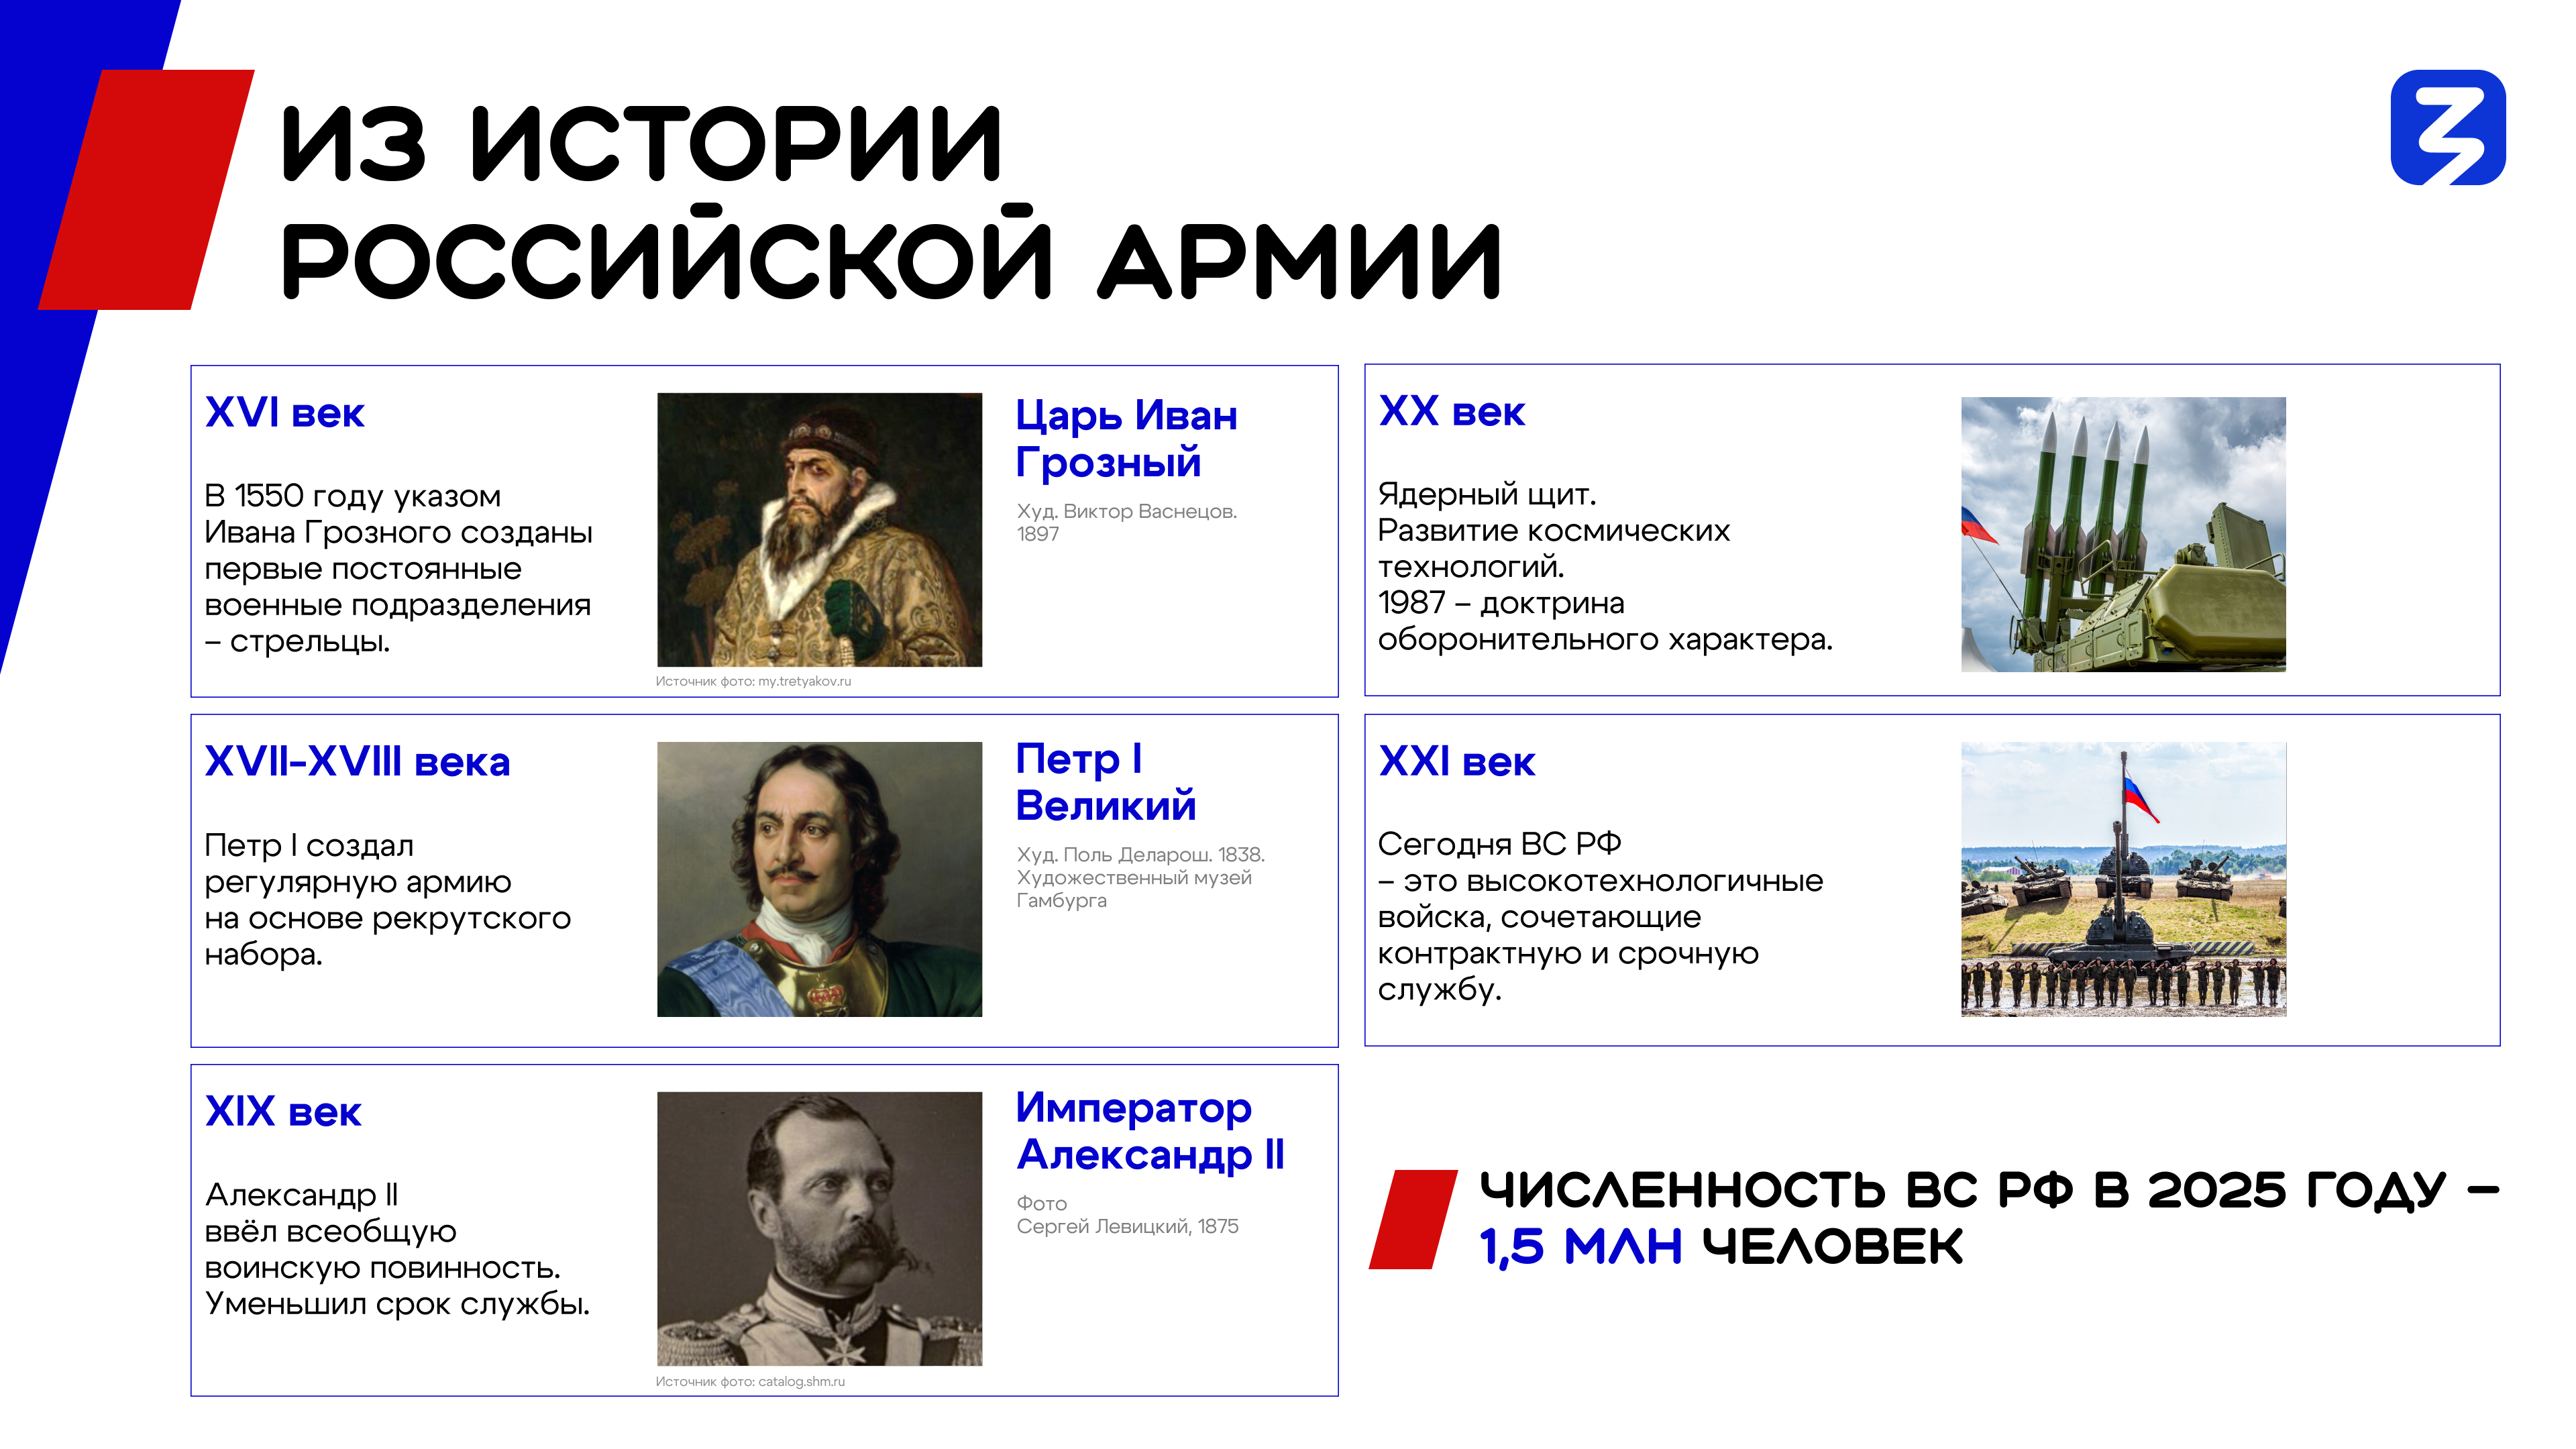 ИЗ ИСТОРИИ
РОССИЙСКОЙ АРМИИ
XVI век
В 1550 году указом
Ивана Грозного созданы
первые постоянные
военные подразделения
– стрельцы.
Источник фото: my.tretyakov.ru
Царь Иван
Грозный
Худ. Виктор Васнецов.
1897
XVII-XVIII века
Петр I создал
регулярную армию
на основе рекрутского
набора.
Петр I
Великий
Худ. Поль Деларош. 1838.
Художественный музей
Гамбурга
XIX век
Александр II
ввёл всеобщую
воинскую повинность.
Уменьшил срок службы.
Источник фото: catalog.shm.ru
Император
Александр II
Фото
Сергей Левицкий, 1875
XX век
Ядерный щит.
Развитие космических
технологий.
1987 – доктрина
оборонительного характера.
XXI век
Сегодня ВС РФ
– это высокотехнологичные
войска, сочетающие
контрактную и срочную
службу.
ЧИСЛЕННОСТЬ ВС РФ В 2025 ГОДУ –
1,5 МЛН ЧЕЛОВЕК